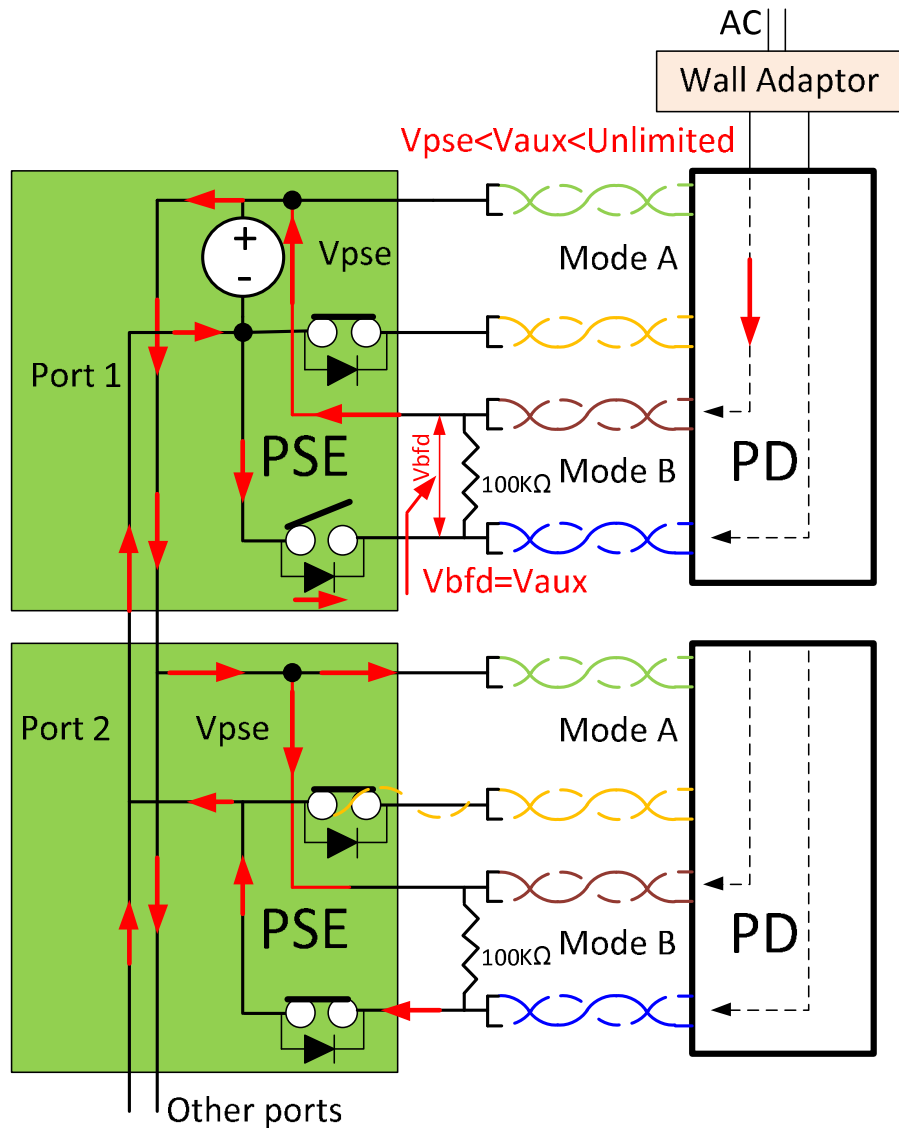 AC
Wall Adaptor
Vpse<Vaux<Unlimited
+
-
Vpse
Mode A
Port 1
PSE
Vbfd
100KΩ
Mode B
PD
Vbfd=Vaux
Port 2
Vpse
Mode A
PSE
100KΩ
Mode B
PD
Other ports